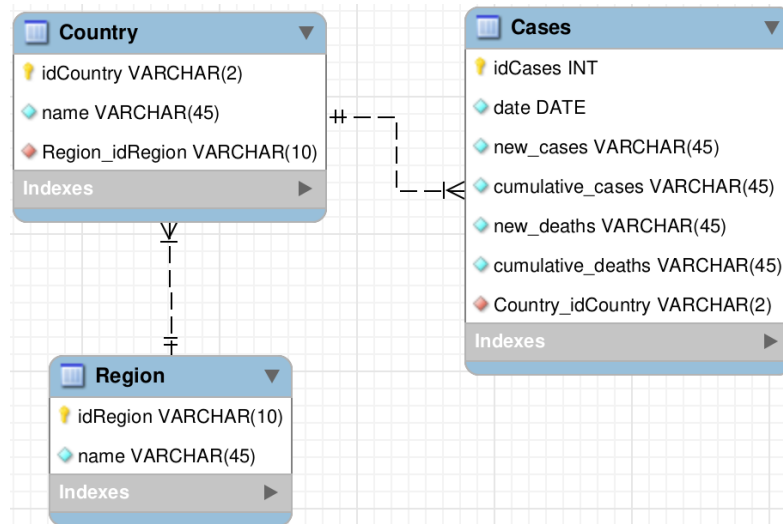 Country
idCountry VARCHAR(2)
name VARCHAR(45)
Region_idRegion VARCHAR(10)
Indexes
Cases
idCases INT
date DATE
new_cases VARCHAR(45)
cumulative_cases VARCHAR(45)
new_deaths VARCHAR(45)
cumulative_deaths VARCHAR(45)
Country_idCountry VARCHAR(2)
Indexes
Region
idRegion VARCHAR(10)
name VARCHAR(45)
Indexes